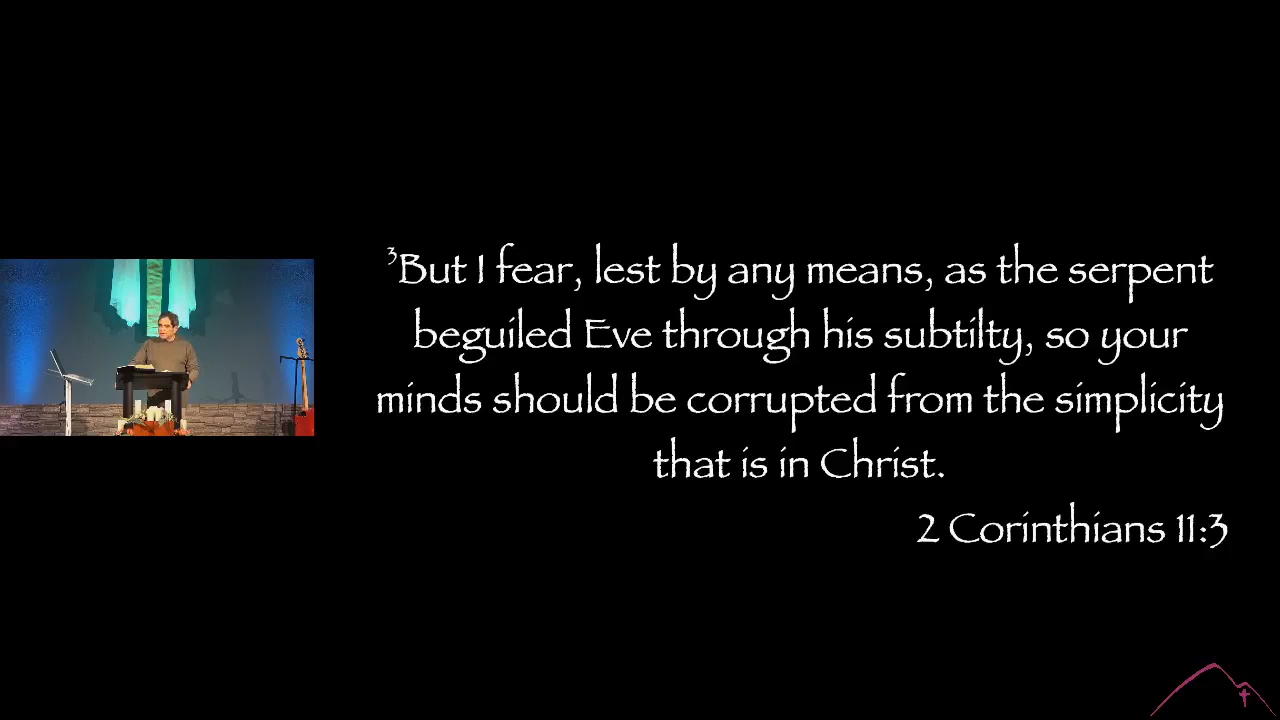 ³But I fear, lest by any means, as the serpent
beguiled Eve through his subtilty, so your
minds should be corrupted from the simplicity
that is in Christ.
2 Corinthians 11:3